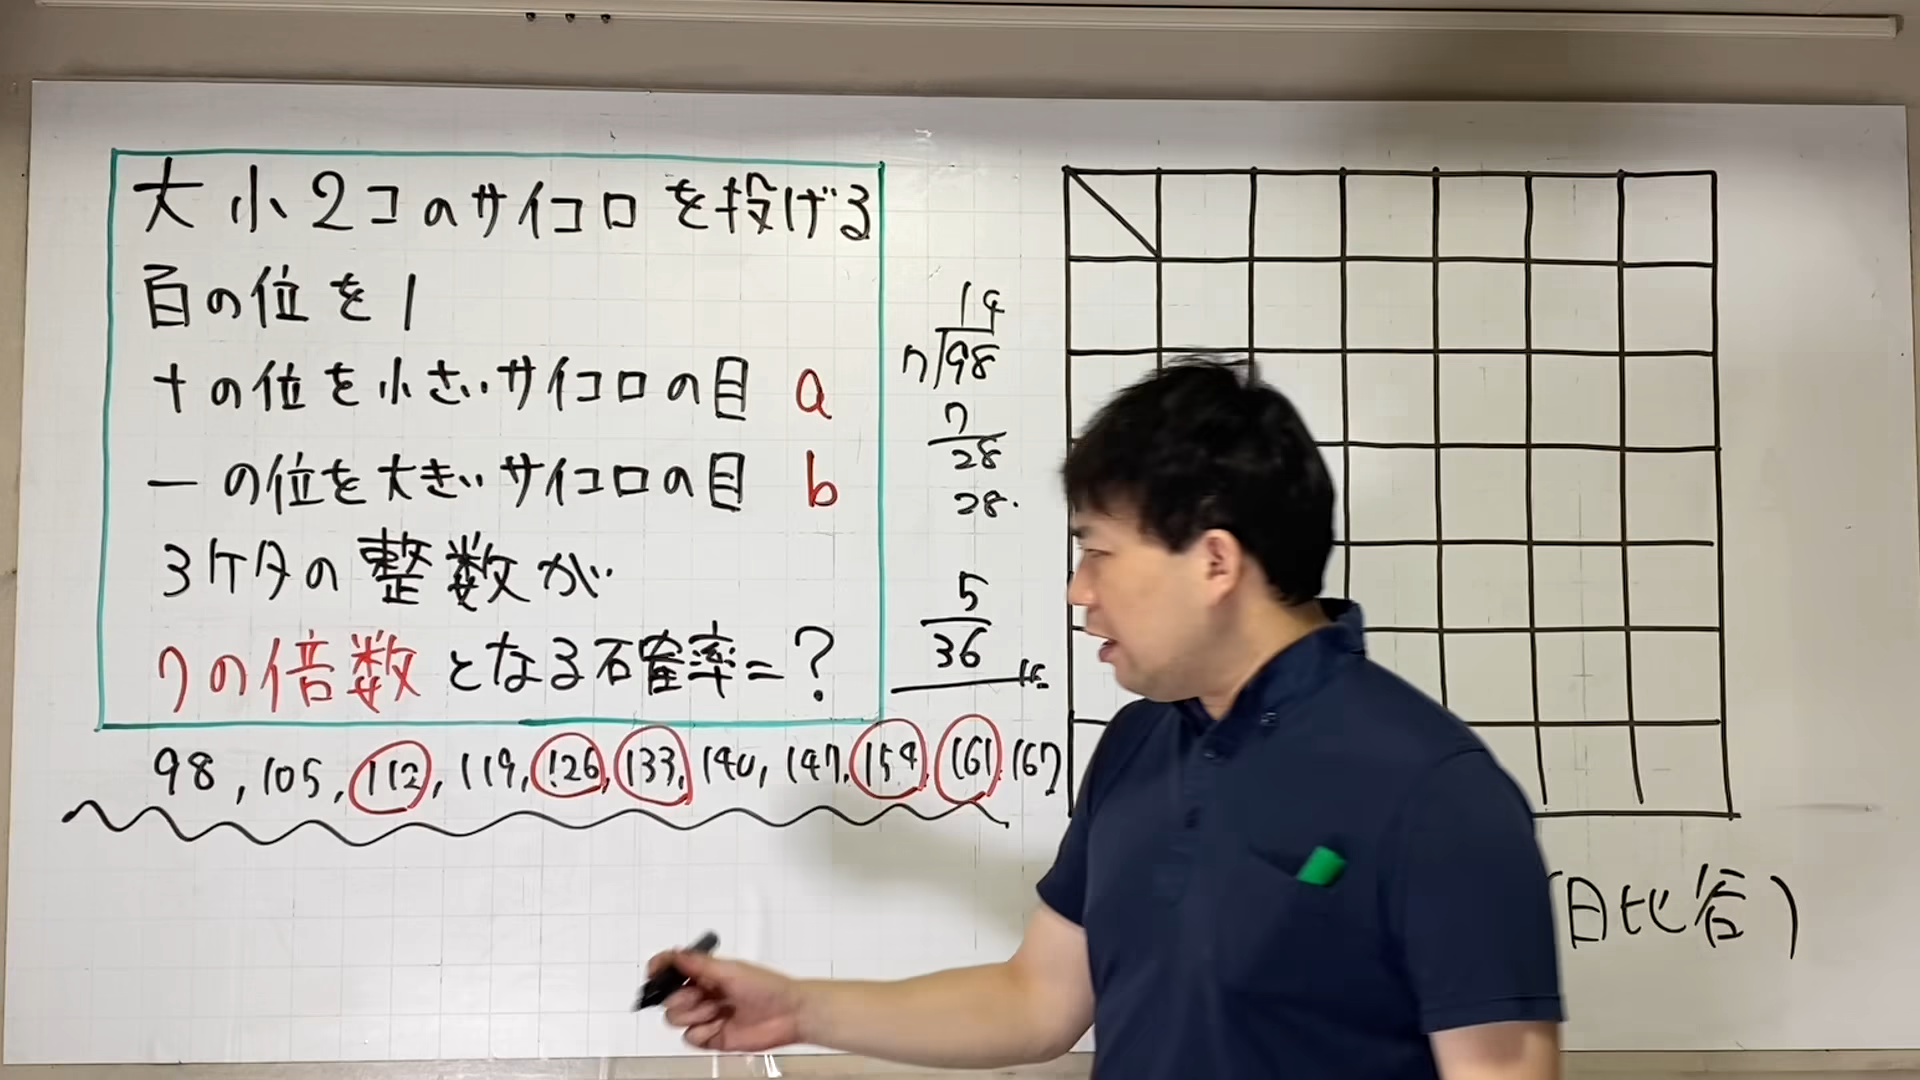 大小2コのサイコロを投げる
百の位を1
十の位を小さいサイコロの目 a
一の位を大きいサイコロの目 b
3ケタの整数が
7の倍数となる確率=?
98, 105, 112, 119, 126, 133, 140, 147, 154, 161, 167
14
7)98
7
28
28
5
36
(日比谷)